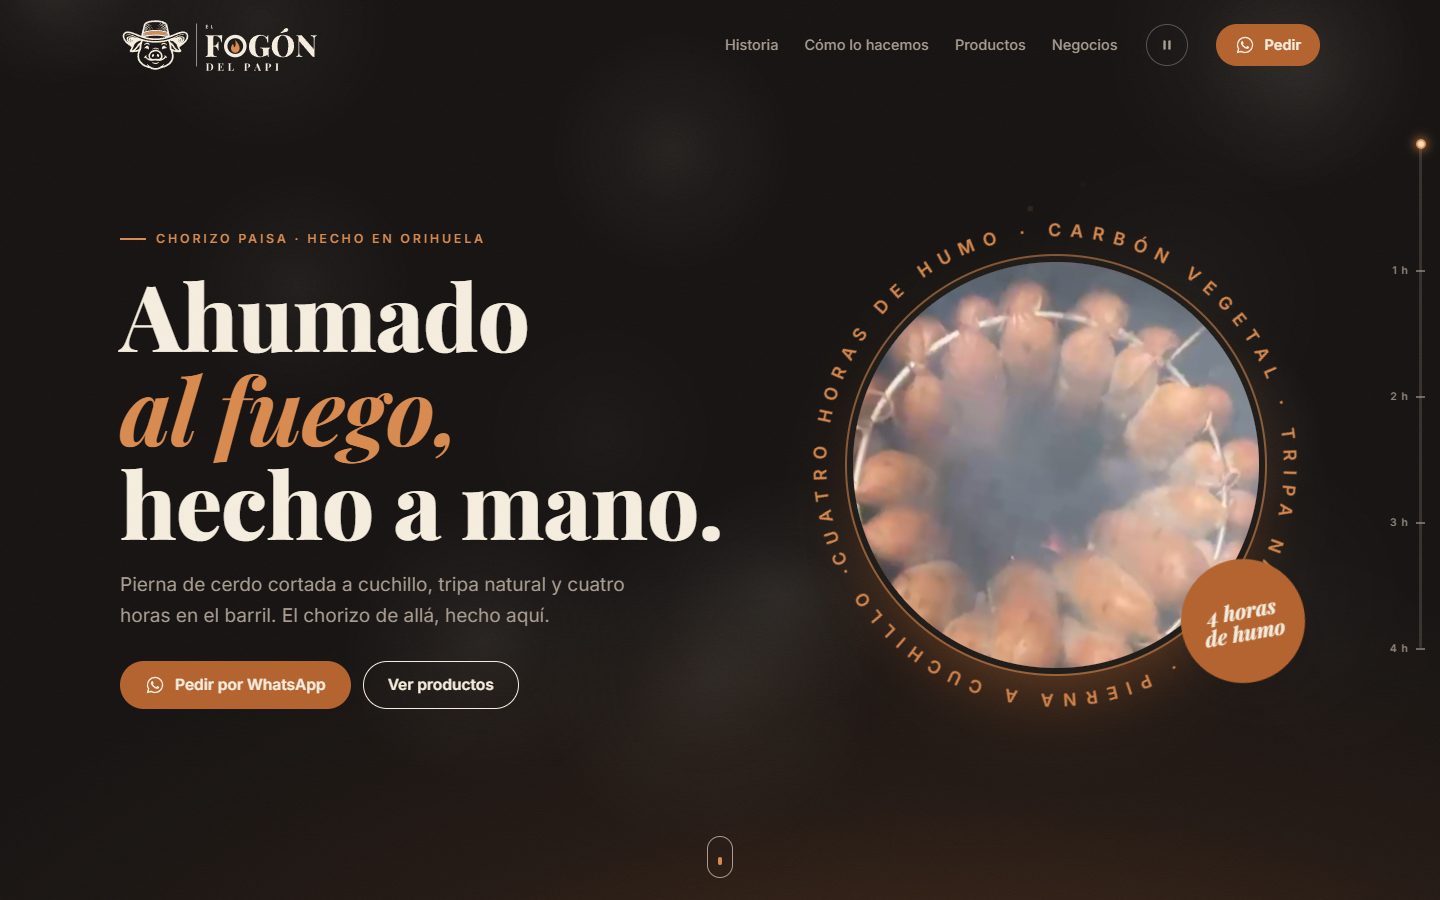 EL
FOGÓN
DEL PAPI
Historia
Cómo lo hacemos
Productos
Negocios
Pedir
CHORIZO PAISA · HECHO EN ORIHUELA
Ahumado
al fuego,
hecho a mano.
Pierna de cerdo cortada a cuchillo, tripa natural y cuatro
horas en el barril. El chorizo de allá, hecho aquí.
Pedir por WhatsApp
Ver productos
CUATRO HORAS DE HUMO · CARBÓN VEGETAL · TRIPA N
· PIERNA A CUCHILLO ·
4 horas
de humo
1 h
2 h
3 h
4 h